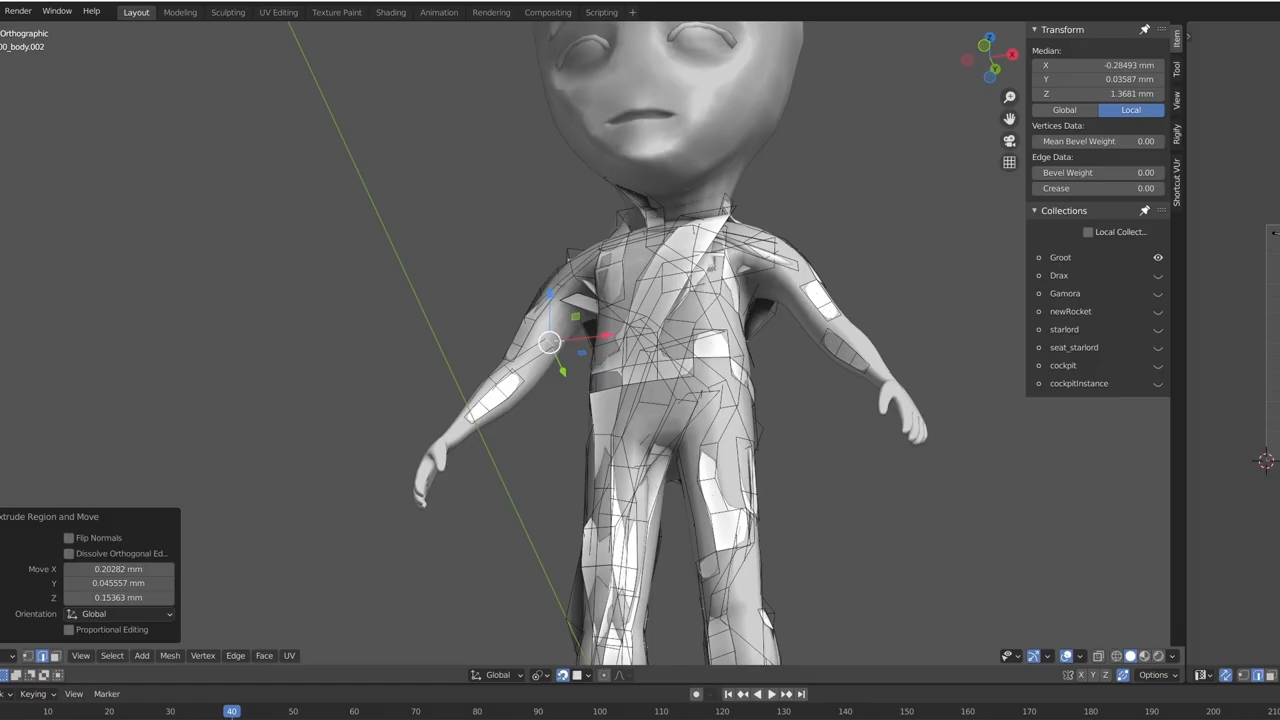 Render Window Help Layout Modeling Sculpting UV Editing Texture Paint Shading Animation Rendering Compositing Scripting +
Orthographic
00_body.002
Transform
Median:
X -0.28493 mm
Y 0.03587 mm
Z 1.3681 mm
Global Local
Vertices Data:
Mean Bevel Weight 0.00
Edge Data:
Bevel Weight 0.00
Crease 0.00
Collections
Local Collect...
Groot
Drax
Gamora
newRocket
starlord
seat_starlord
cockpit
cockpitInstance
Item
Tool
View
Rigify
Shortcut VUr
Z
X
Y
xtrude Region and Move
Flip Normals
Dissolve Orthogonal Ed...
Move X 0.20282 mm
Y 0.045557 mm
Z 0.15363 mm
Orientation Global
Proportional Editing
View Select Add Mesh Vertex Edge Face UV
Global X Y Z Options
Keying View Marker
10 20 30 40 50 60 70 80 90 100 110 120 130 140 150 160 170 180 190 200 210